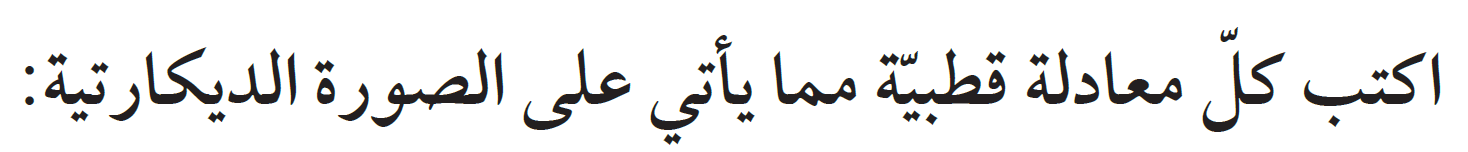 اكتب كلّ معادلة قطبيّة مما يأتي على الصورة الديكارتية: